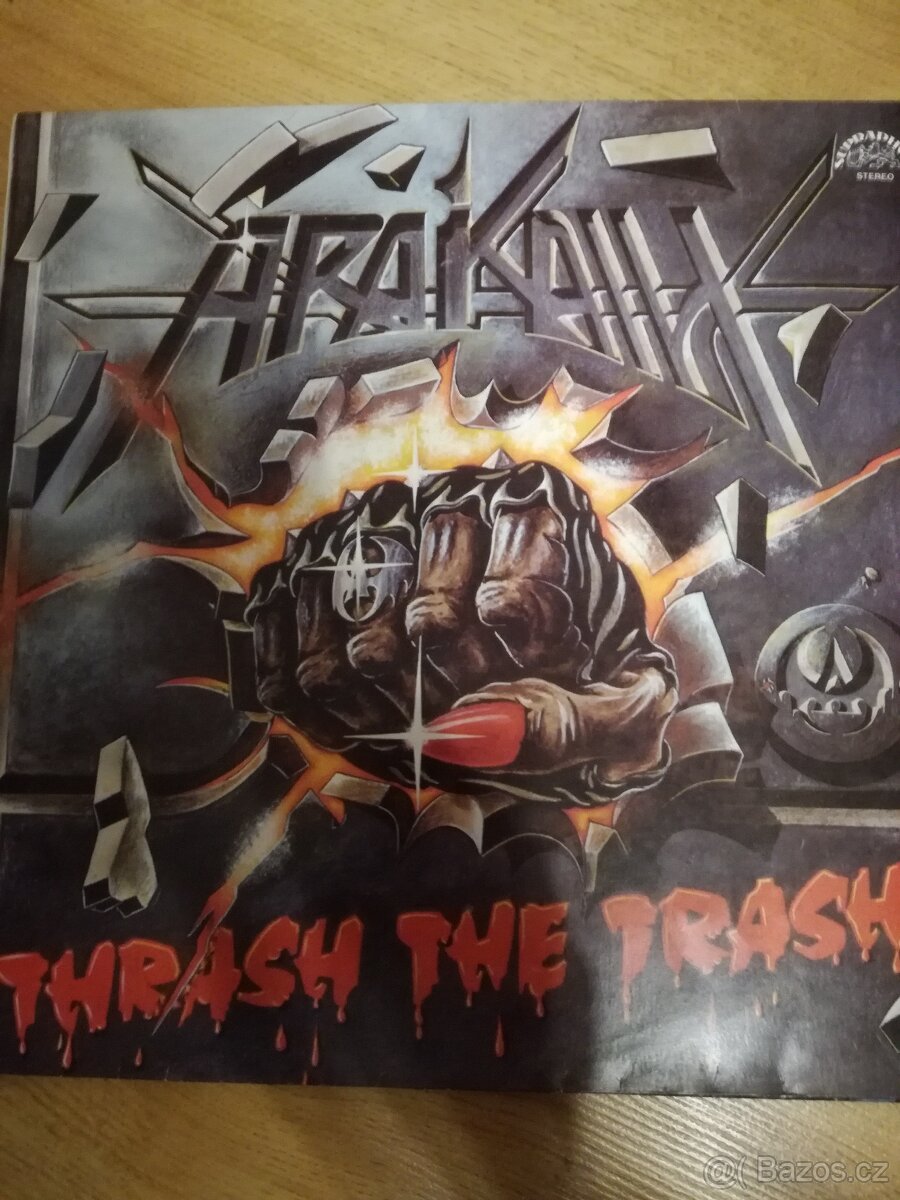 ARAKAIN
SUPRAPHON
STEREO
THRASH THE TRASH
@( Bazos.cz